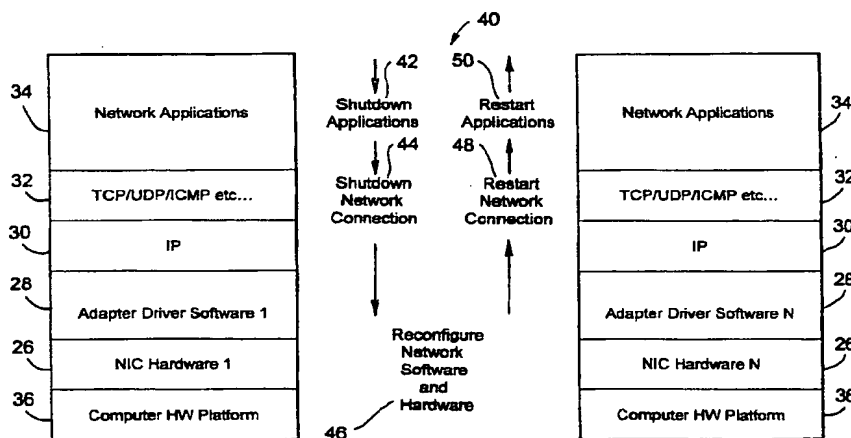 40
42
50
34
Network Applications
Shutdown
Applications
Restart
Applications
Network Applications
34
44
48
32
TCP/UDP/ICMP etc...
Shutdown
Network
Connection
Restart
Network
Connection
TCP/UDP/ICMP etc...
32
30
IP
IP
30
28
Adapter Driver Software 1
Adapter Driver Software N
28
Reconfigure
Network
Software
and
Hardware
26
NIC Hardware 1
NIC Hardware N
26
36
Computer HW Platform
46
Computer HW Platform
36